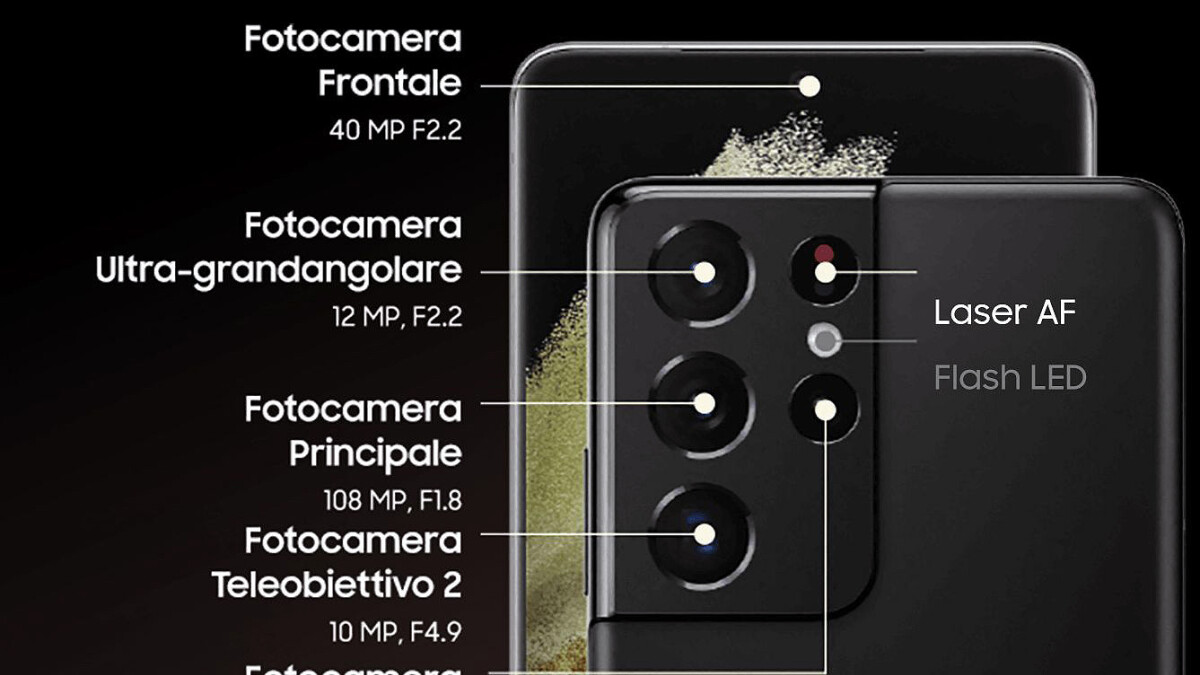 Fotocamera
Frontale
40 MP F2.2
Fotocamera
Ultra-grandangolare
12 MP, F2.2
Laser AF
Flash LED
Fotocamera
Principale
108 MP, F1.8
Fotocamera
Teleobiettivo 2
10 MP, F4.9
Fotocamera